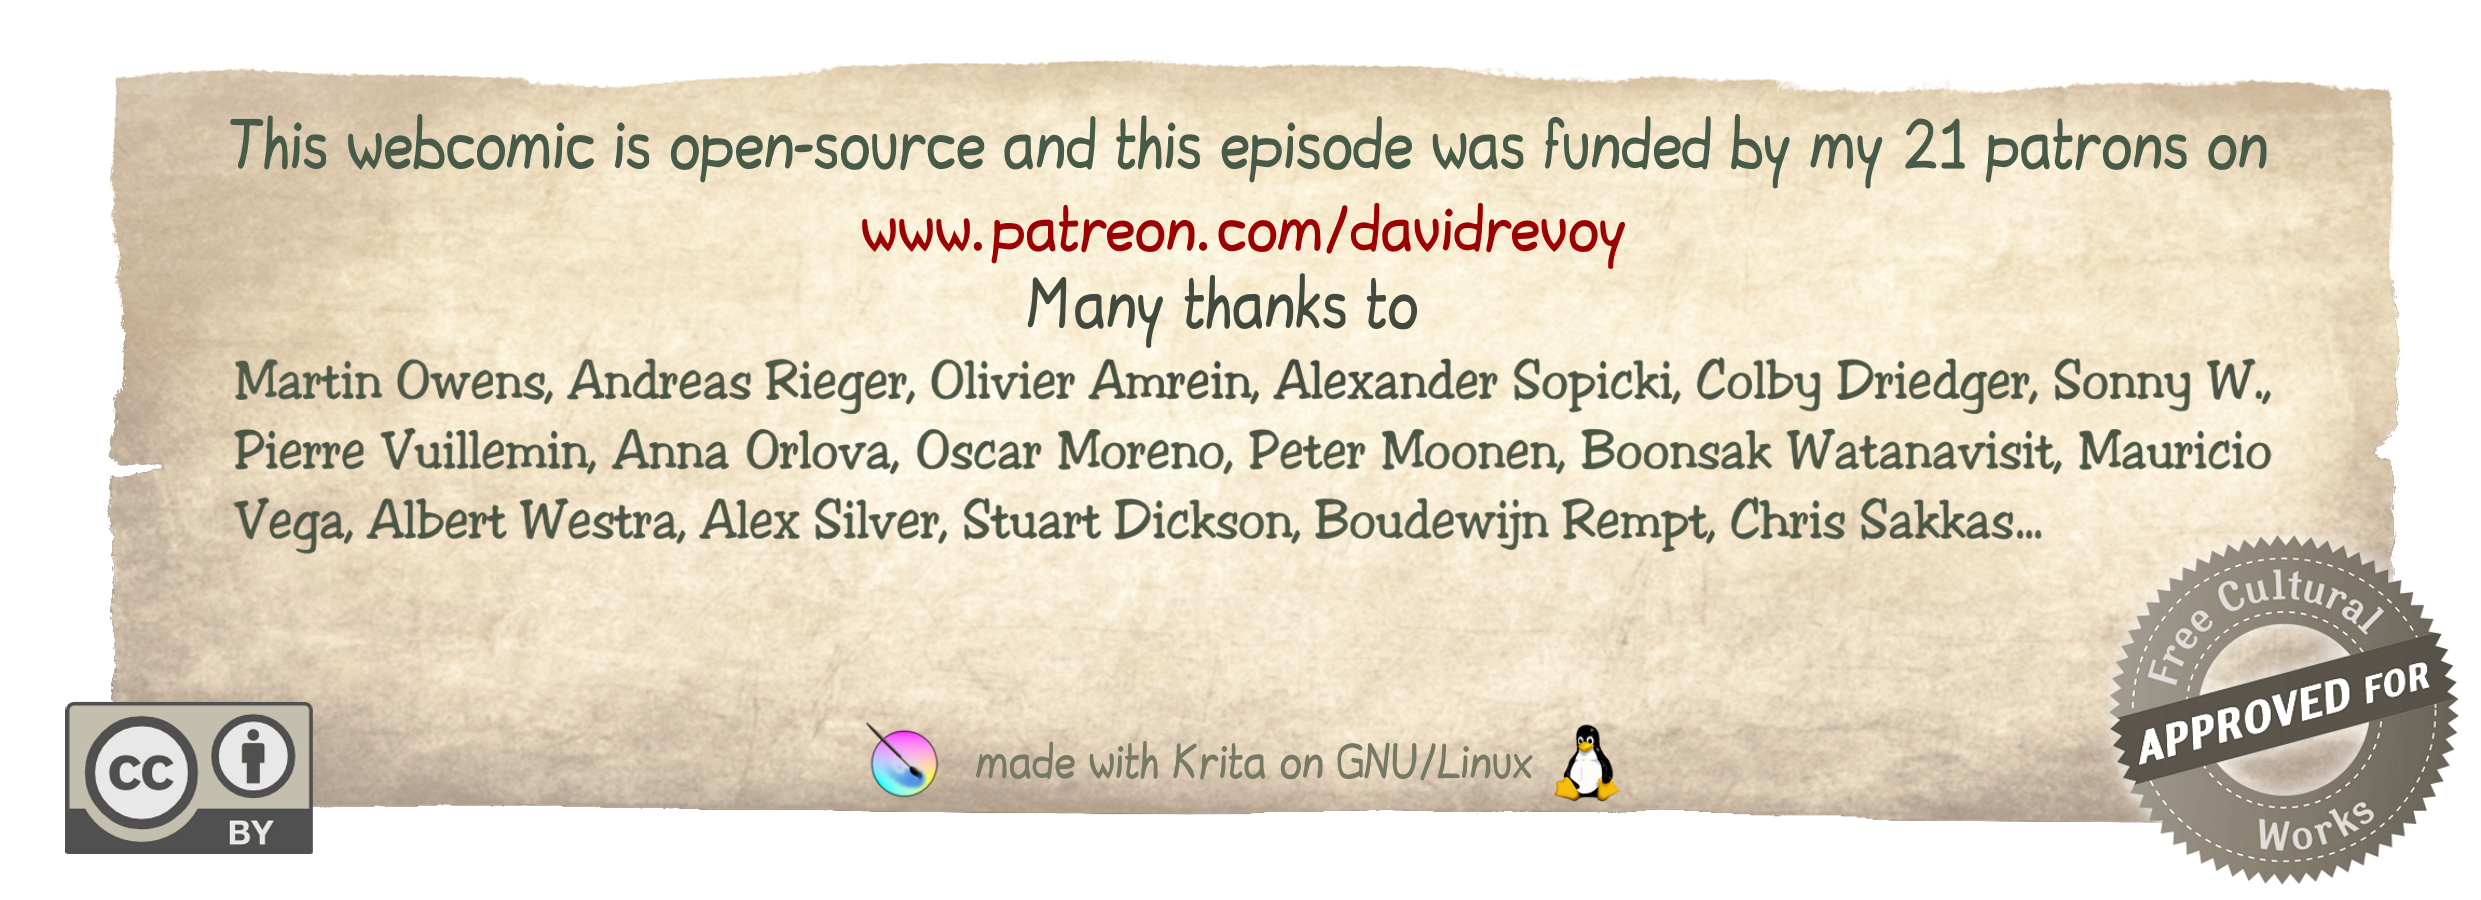 This webcomic is open-source and this episode was funded by my 21 patrons on
www.patreon.com/davidrevoy
Many thanks to
Martin Owens, Andreas Rieger, Olivier Amrein, Alexander Sopicki, Colby Driedger, Sonny W.,
Pierre Vuillemin, Anna Orlova, Oscar Moreno, Peter Moonen, Boonsak Watanavisit, Mauricio
Vega, Albert Westra, Alex Silver, Stuart Dickson, Boudewijn Rempt, Chris Sakkas...
made with Krita on GNU/Linux
CC
BY
APPROVED FOR
Free Cultural
Works